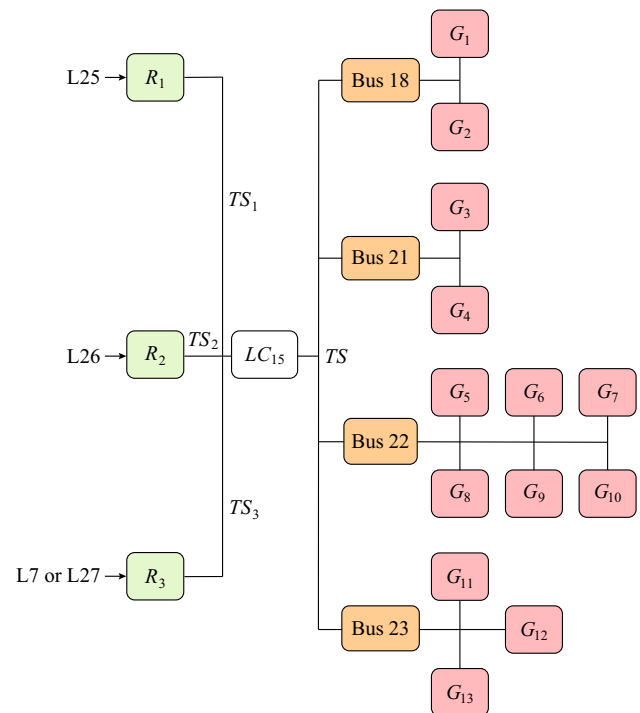 G₁
L25
R₁
Bus 18
G₂
TS₁
G₃
Bus 21
G₄
L26
R₂
TS₂
LC₁₅
TS
G₅
G₆
G₇
Bus 22
G₈
G₉
G₁₀
TS₃
L7 or L27
R₃
G₁₁
Bus 23
G₁₂
G₁₃